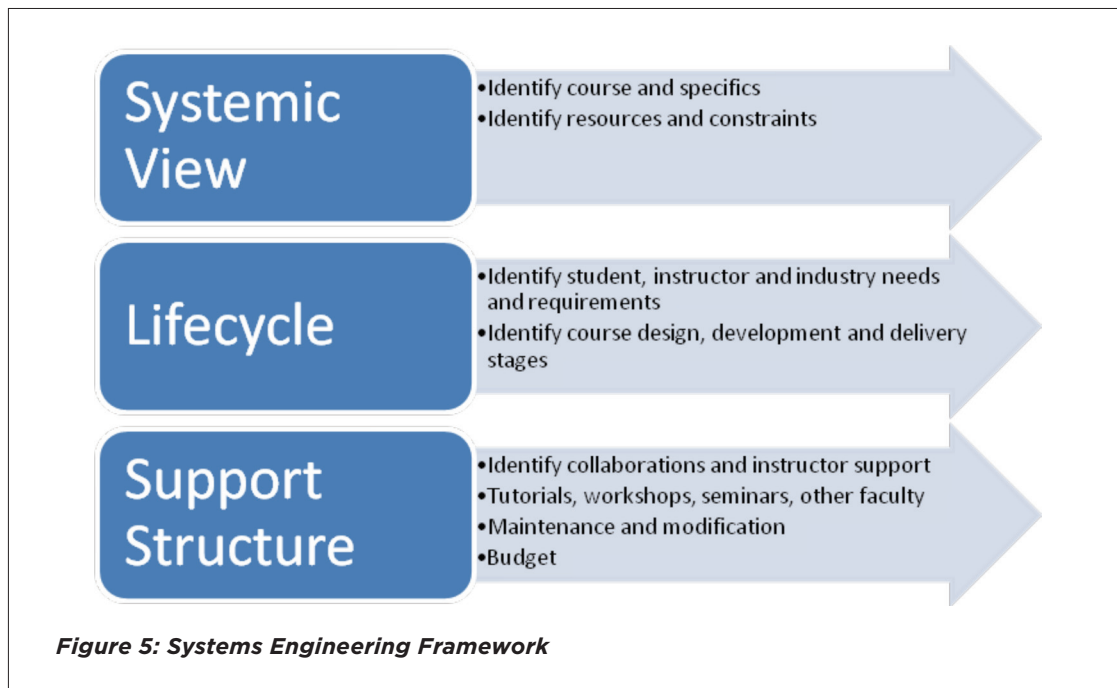 Systemic
View
•Identify course and specifics
•Identify resources and constraints
Lifecycle
•Identify student, instructor and industry needs
and requirements
•Identify course design, development and delivery
stages
Support
Structure
•Identify collaborations and instructor support
•Tutorials, workshops, seminars, other faculty
•Maintenance and modification
•Budget
Figure 5: Systems Engineering Framework